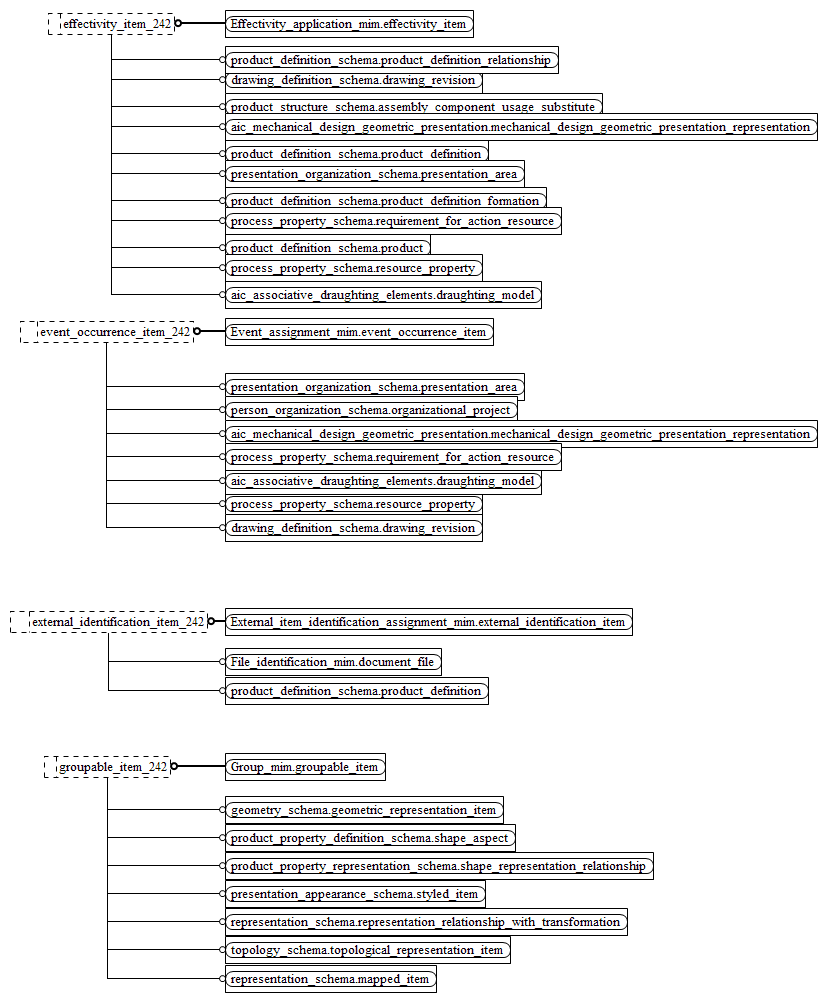 effectivity_item_242
Effectivity_application_mim.effectivity_item
product_definition_schema.product_definition_relationship
drawing_definition_schema.drawing_revision
product_structure_schema.assembly_component_usage_substitute
aic_mechanical_design_geometric_presentation.mechanical_design_geometric_presentation_representation
product_definition_schema.product_definition
presentation_organization_schema.presentation_area
product_definition_schema.product_definition_formation
process_property_schema.requirement_for_action_resource
product_definition_schema.product
process_property_schema.resource_property
aic_associative_draughting_elements.draughting_model
event_occurrence_item_242
Event_assignment_mim.event_occurrence_item
presentation_organization_schema.presentation_area
person_organization_schema.organizational_project
aic_mechanical_design_geometric_presentation.mechanical_design_geometric_presentation_representation
process_property_schema.requirement_for_action_resource
aic_associative_draughting_elements.draughting_model
process_property_schema.resource_property
drawing_definition_schema.drawing_revision
external_identification_item_242
External_item_identification_assignment_mim.external_identification_item
File_identification_mim.document_file
product_definition_schema.product_definition
groupable_item_242
Group_mim.groupable_item
geometry_schema.geometric_representation_item
product_property_definition_schema.shape_aspect
product_property_representation_schema.shape_representation_relationship
presentation_appearance_schema.styled_item
representation_schema.representation_relationship_with_transformation
topology_schema.topological_representation_item
representation_schema.mapped_item